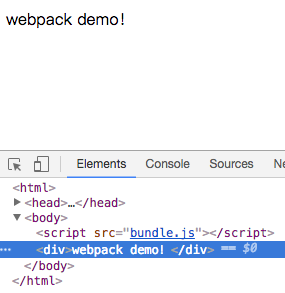 webpack demo!
Elements Console Sources Ne
<html>
▶<head>…</head>
▼<body>
<script src="bundle.js"></script>
…<div>webpack demo! </div> == $0
</body>
</html>